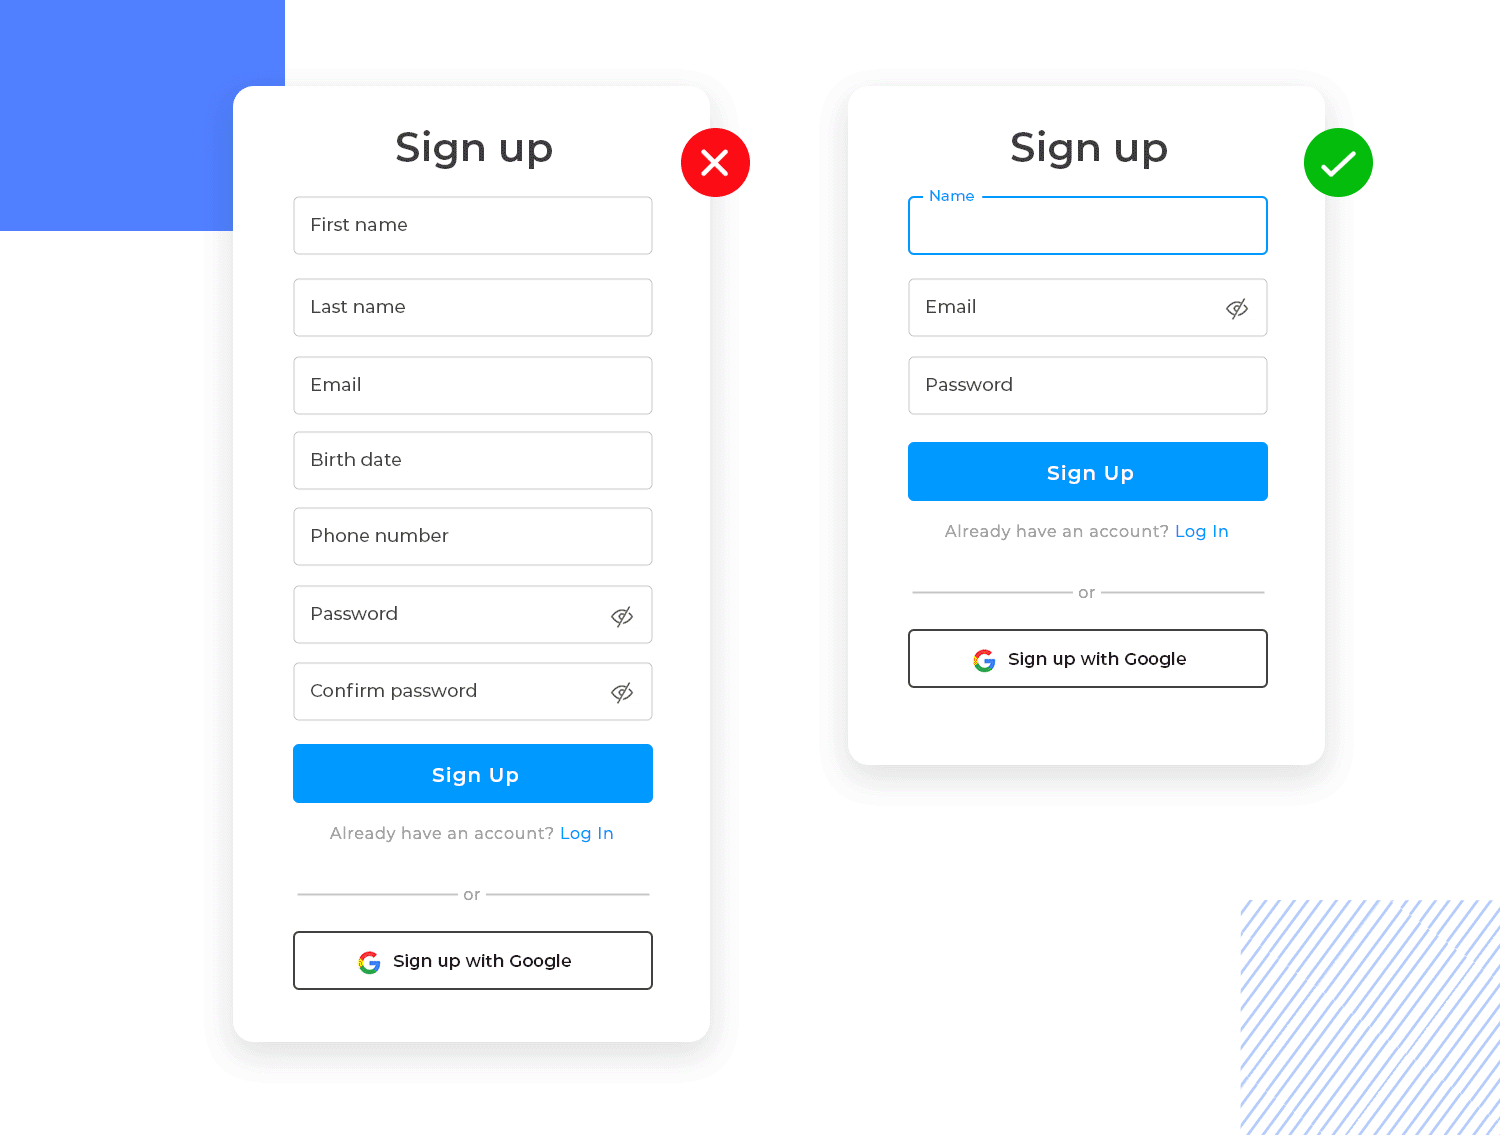 Sign up
First name
Last name
Email
Birth date
Phone number
Password
Confirm password
Sign Up
Already have an account? Log In
or
Sign up with Google
Sign up
Name
Email
Password
Sign Up
Already have an account? Log In
or
Sign up with Google